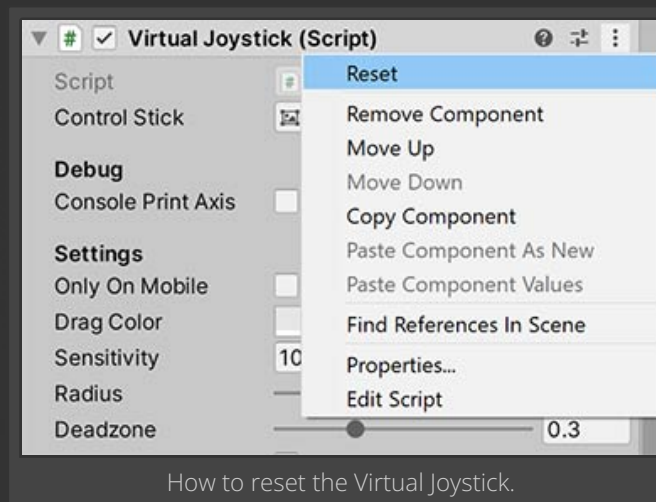 Virtual Joystick (Script)
Script
Control Stick
Debug
Console Print Axis
Settings
Only On Mobile
Drag Color
Sensitivity 10
Radius
Deadzone 0.3
Reset
Remove Component
Move Up
Move Down
Copy Component
Paste Component As New
Paste Component Values
Find References In Scene
Properties...
Edit Script
How to reset the Virtual Joystick.